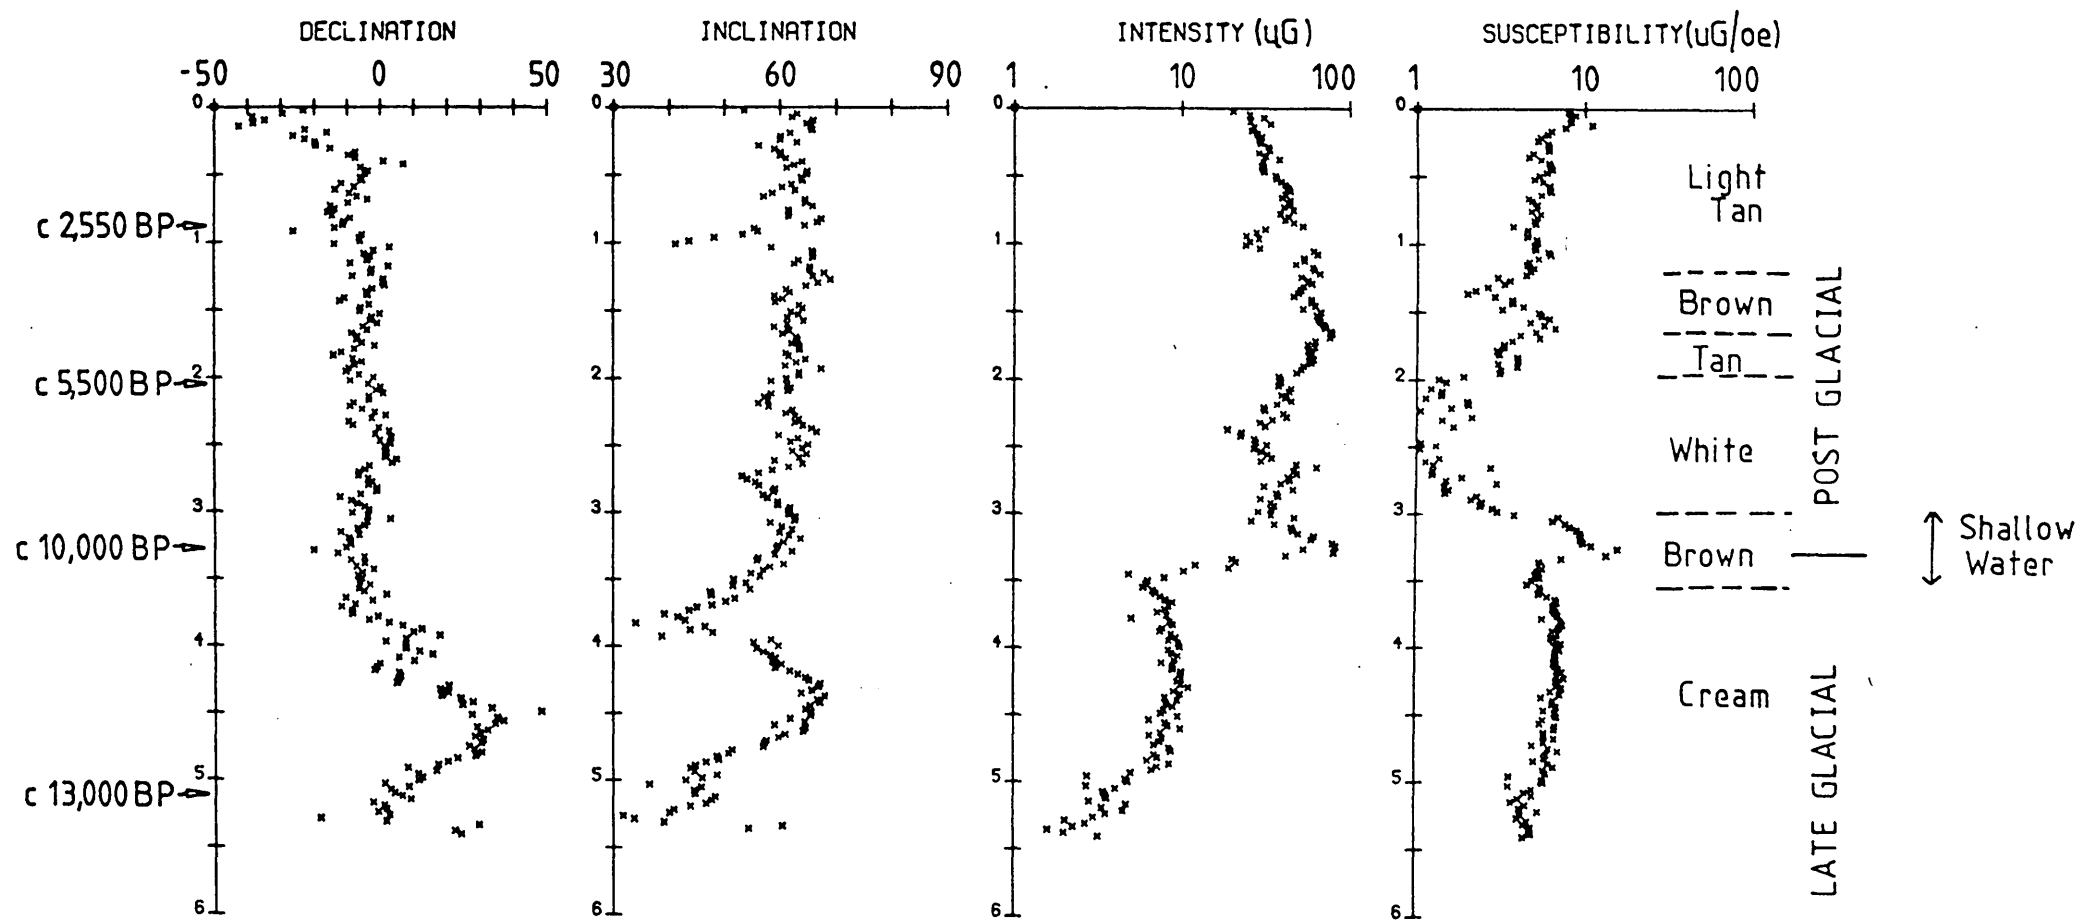 DECLINATION
-50 0 50
0
1
2
3
4
5
6
c 2,550 BP
c 5,500 BP
c 10,000 BP
c 13,000 BP
INCLINATION
30 60 90
0
1
2
3
4
5
6
INTENSITY (μG)
1 10 100
0
1
2
3
4
5
6
SUSCEPTIBILITY(uG/oe)
1 10 100
0
1
2
3
4
5
6
Light
Tan
Brown
Tan
White
Brown
Cream
POST GLACIAL
LATE GLACIAL
Shallow
Water